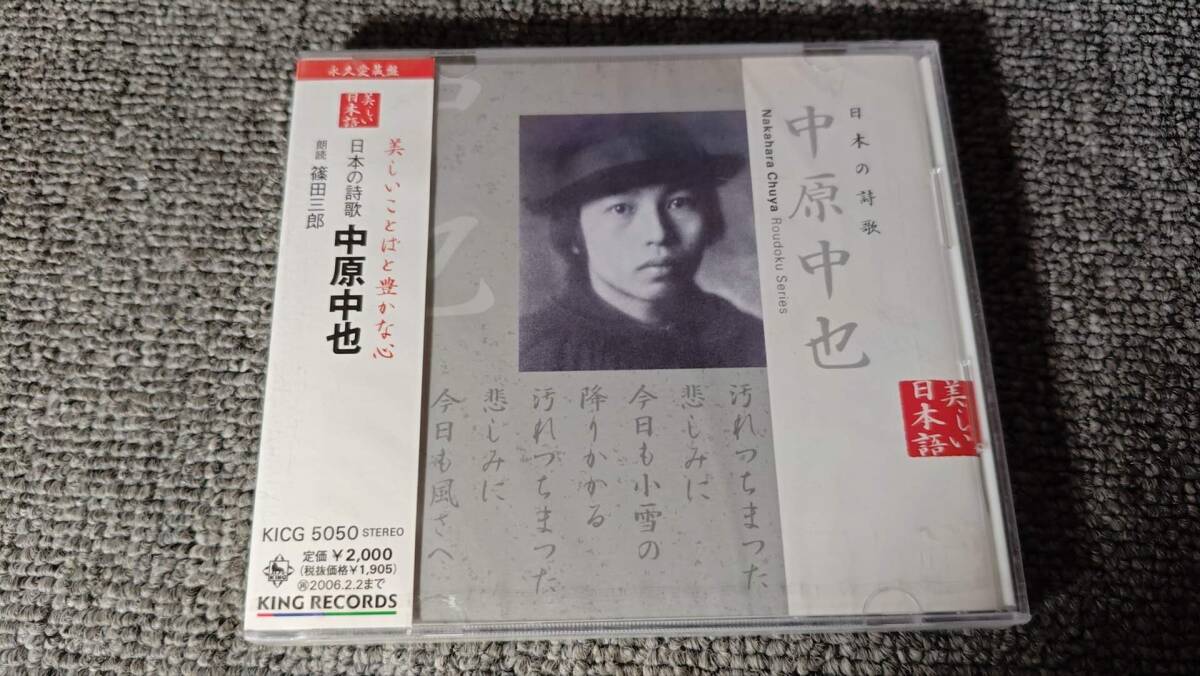 永久愛蔵盤
美しい
日本語
美しいことばと豊かな心
日本の詩歌 中原中也
朗読 篠田三郎
KICG 5050 STEREO
定価 ¥2,000
(税抜価格¥1,905)
2006.2.2まで
KING RECORDS
日本の詩歌
中原中也
Nakahara Chuya Roudoku Series
美しい
日本語
汚れつちまつた
悲しみに
今日も小雪の
降りかかる
汚れつちまつた
悲しみに
今日も風さへ